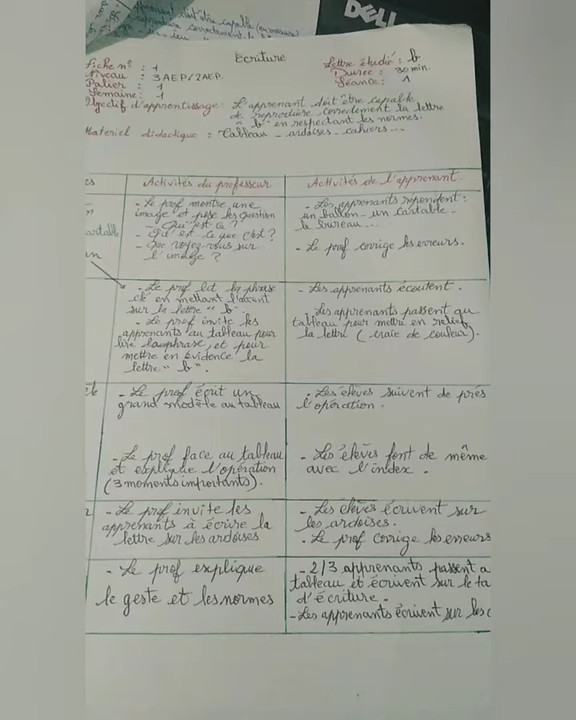 DELL
Ecriture
Fiche n° : 1
Niveau : 3AEP/2AEP.
Palier : 1
Semaine : 1
Lettre étudié : b
Durée : 30 min.
Séance : 1
Objectif d'apprentissage : L'apprenant doit être capable
de reproduire correctement la lettre
"b" en respectant les normes.
Materiel didactique : Tableau - ardoises - cahiers...
Activités du professeur
Activités de l'apprenant
- Le prof montre une
image et pose les question
- Qui est ce ?
- Qu'est ce que c'est ?
- Que voyez-vous sur
l'image ?
- Les apprenants repondent :
un ballon - un cartable -
le bureau...
- Le prof corrige les erreurs.
- Le prof lit la phrase
clé en mettant l'accent
sur la lettre "b"
- Le prof invite les
apprenants au tableau pour
lire la phrase et pour
mettre en évidence la
lettre "b".
- Les apprenants écoutent.
Les apprenants passent au
tableau pour mettre en relief
la lettre (craie de couleur).
- Le prof écrit un
grand modèle au tableau
- Le prof face au tableau
et explique l'opération
(3 moments importants).
- Les élèves suivent de près
l'opération.
- Les élèves font de même
avec l'index.
- Le prof invite les
apprenants à écrire la
lettre sur les ardoises
- Les élèves écrivent sur
les ardoises.
- Le prof corrige les erreurs
- Le prof explique
le geste et les normes
- 2/3 apprenants passent a
tableau et écrivent sur le ta
d'écriture.
- Les apprenants écrivent sur les c